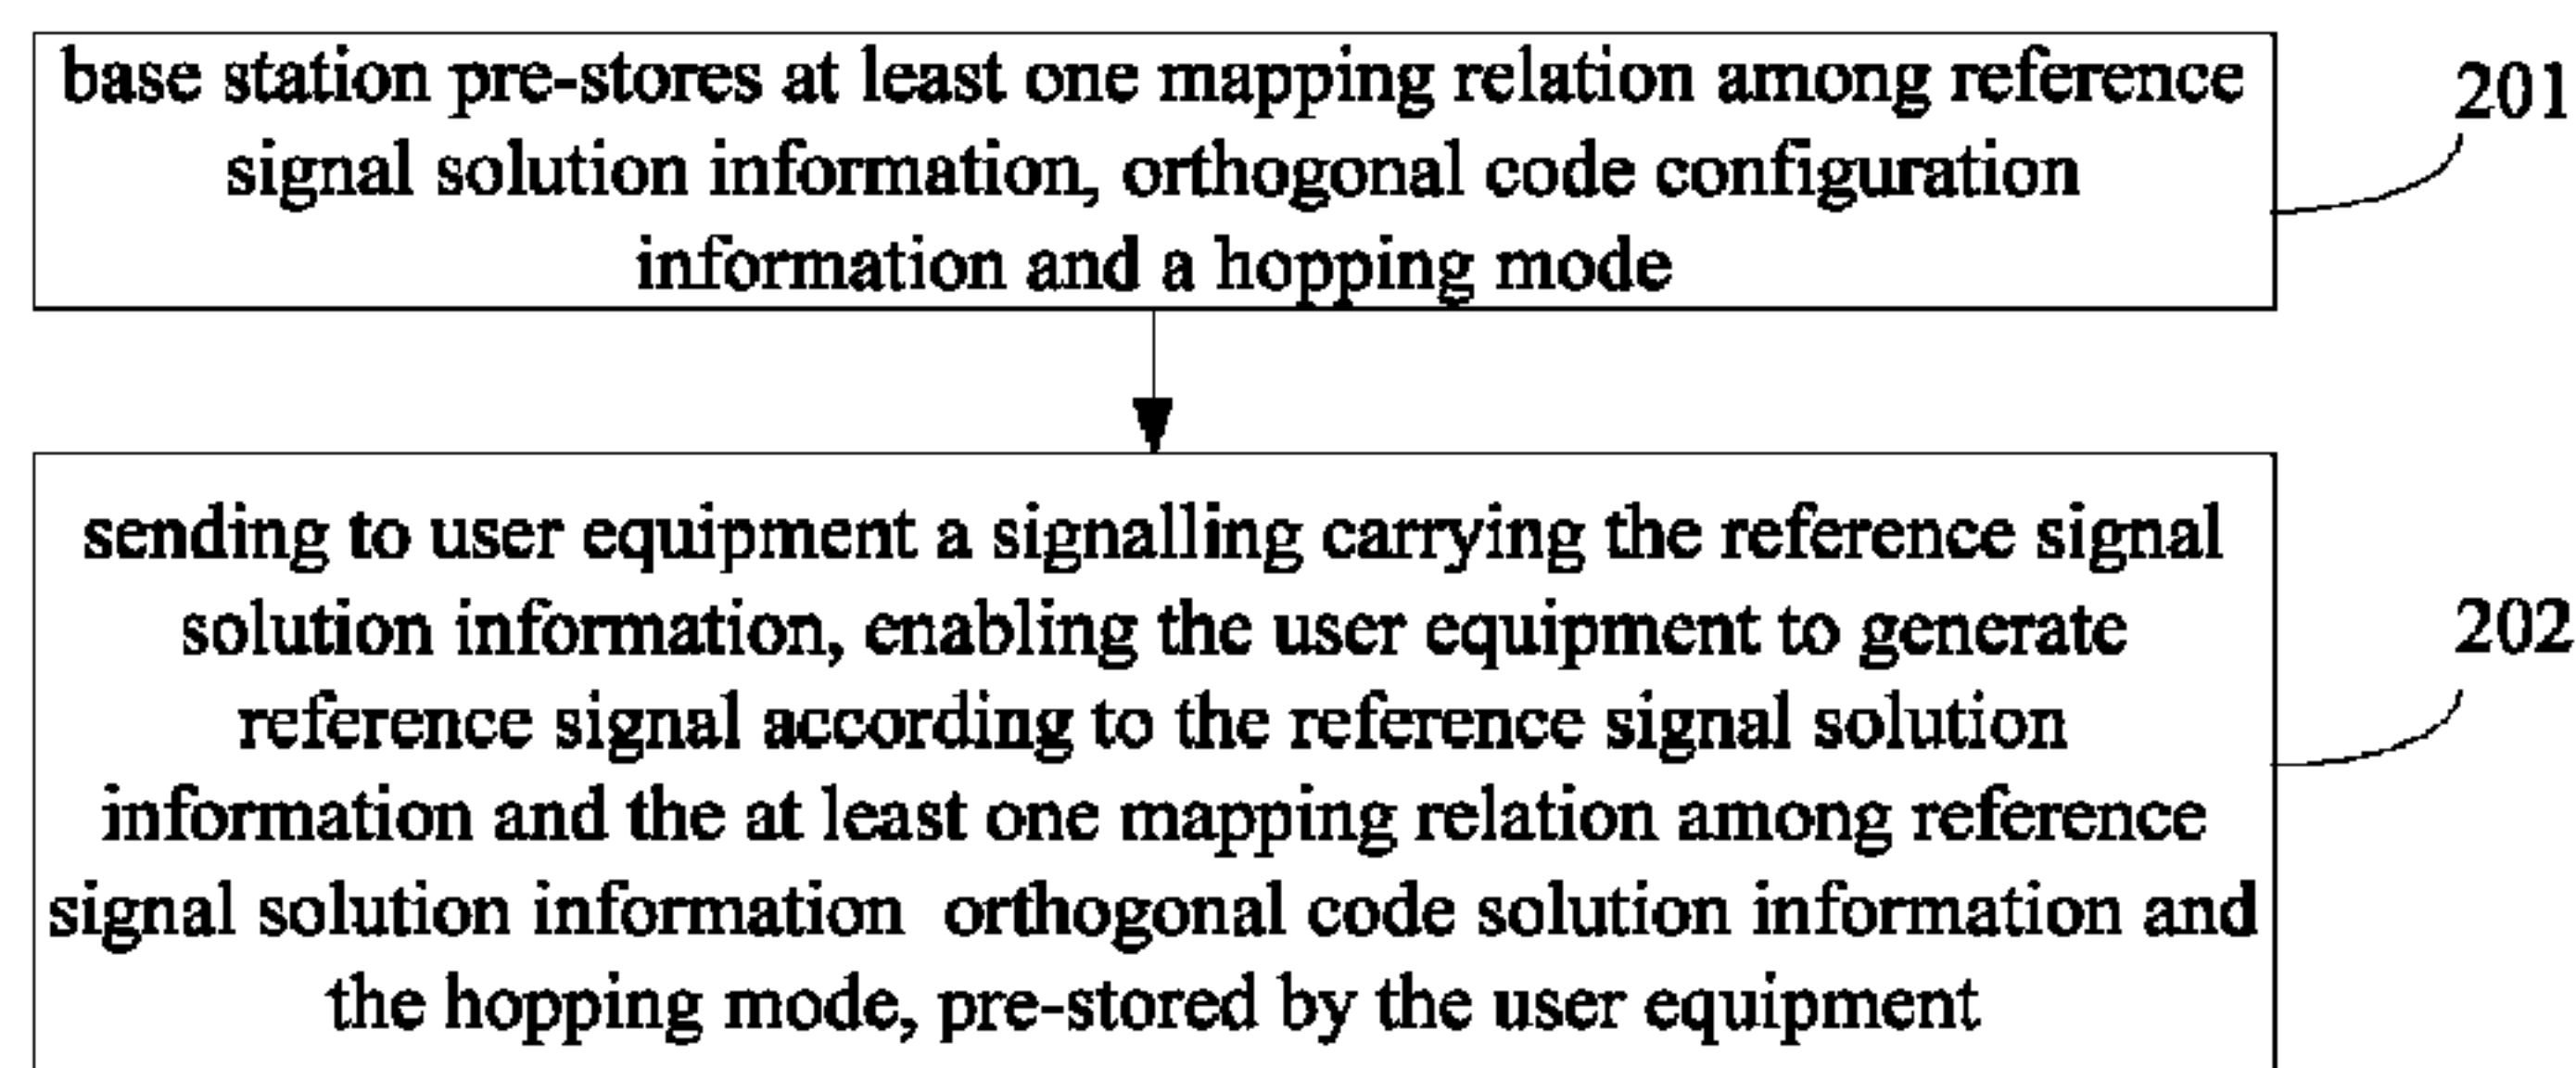 base station pre-stores at least one mapping relation among reference
signal solution information, orthogonal code configuration
information and a hopping mode
201
sending to user equipment a signalling carrying the reference signal
solution information, enabling the user equipment to generate
reference signal according to the reference signal solution
information and the at least one mapping relation among reference
signal solution information orthogonal code solution information and
the hopping mode, pre-stored by the user equipment
202